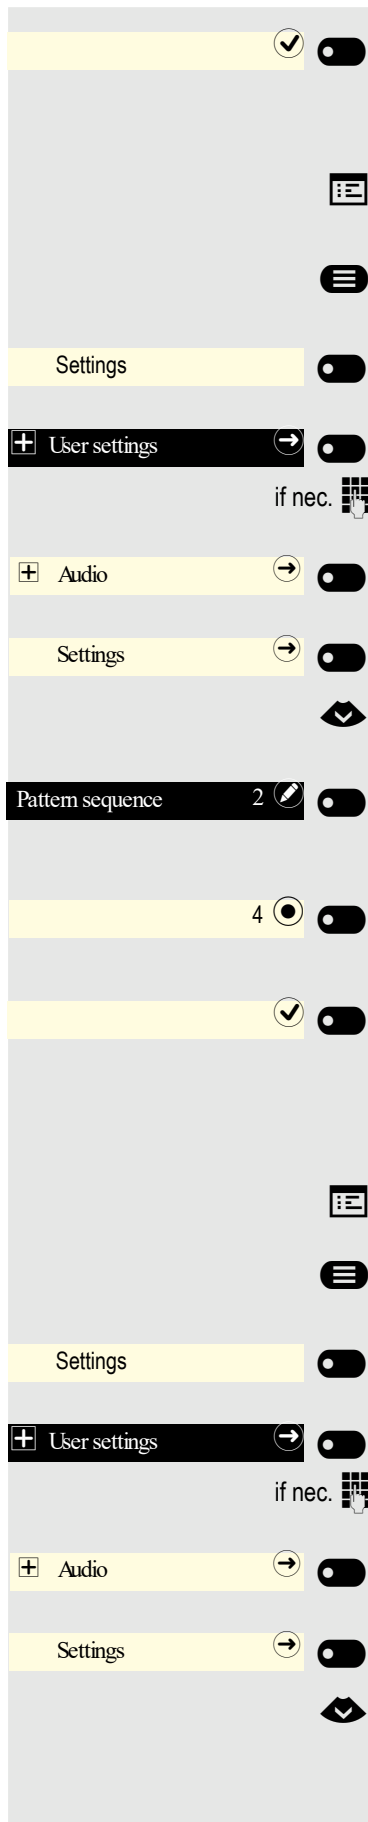 Settings
User settings
if nec.
Audio
Settings
Pattern sequence 2
4
Settings
User settings
if nec.
Audio
Settings